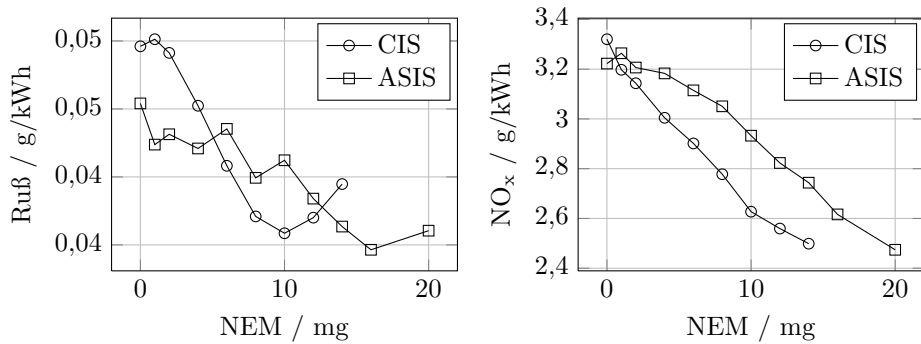 0,05
0,05
0,04
0,04
0
10
20
NEM / mg
Ruß / g/kWh
CIS
ASIS
3,4
3,2
3
2,8
2,6
2,4
0
10
20
NEM / mg
NOx / g/kWh
CIS
ASIS